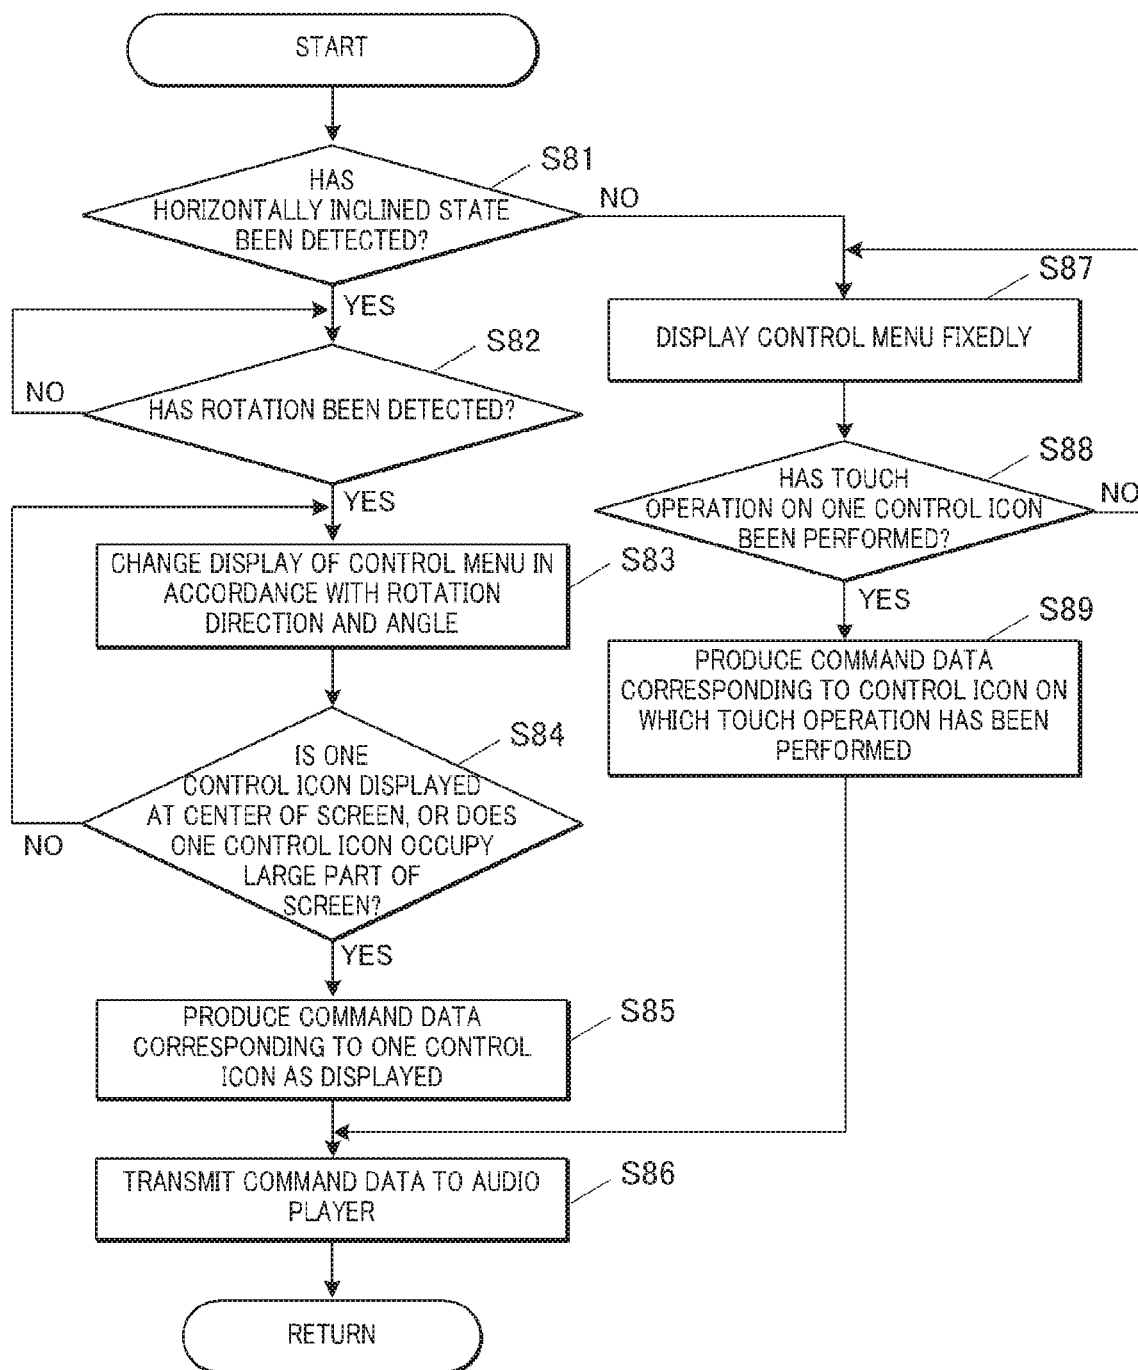 START
S81
HAS
HORIZONTALLY INCLINED STATE
BEEN DETECTED?
NO
YES
S82
HAS ROTATION BEEN DETECTED?
NO
YES
S83
CHANGE DISPLAY OF CONTROL MENU IN
ACCORDANCE WITH ROTATION
DIRECTION AND ANGLE
S84
IS ONE
CONTROL ICON DISPLAYED
AT CENTER OF SCREEN, OR DOES
ONE CONTROL ICON OCCUPY
LARGE PART OF
SCREEN?
NO
YES
S85
PRODUCE COMMAND DATA
CORRESPONDING TO ONE CONTROL
ICON AS DISPLAYED
S86
TRANSMIT COMMAND DATA TO AUDIO
PLAYER
RETURN
S87
DISPLAY CONTROL MENU FIXEDLY
S88
HAS TOUCH
OPERATION ON ONE CONTROL ICON
BEEN PERFORMED?
NO
YES
S89
PRODUCE COMMAND DATA
CORRESPONDING TO CONTROL ICON ON
WHICH TOUCH OPERATION HAS BEEN
PERFORMED